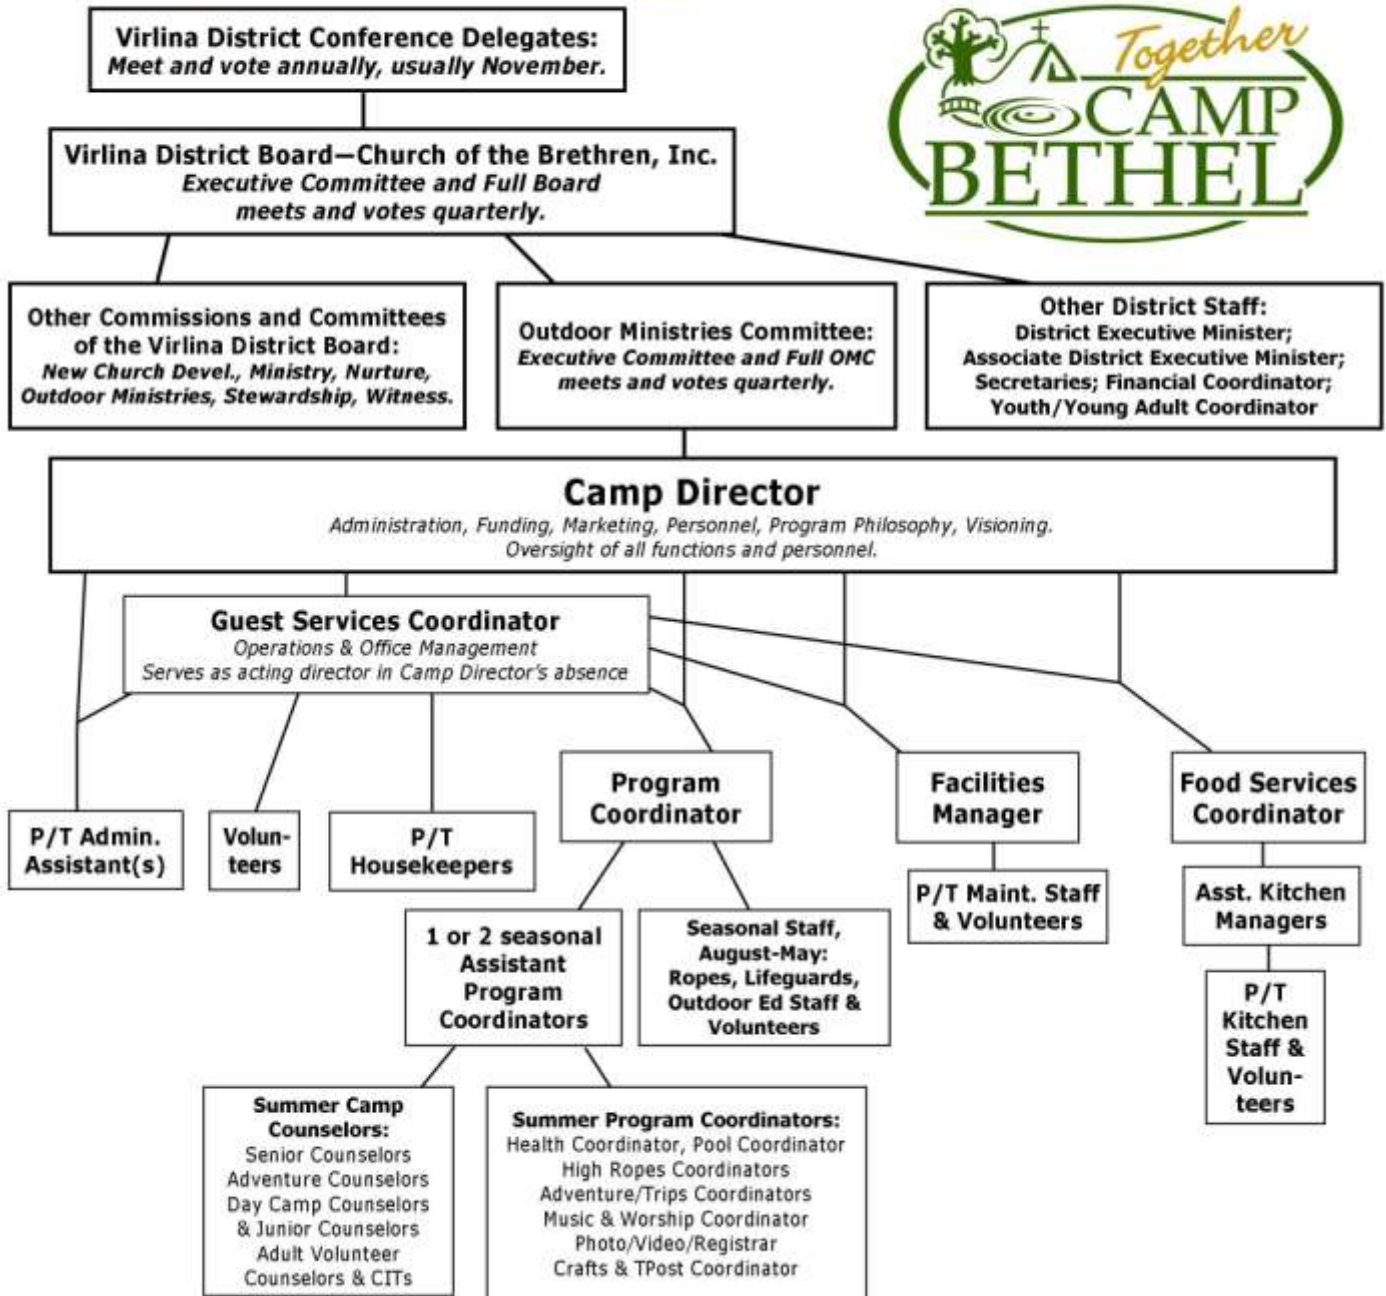 Virlina District Conference Delegates:
Meet and vote annually, usually November.
Together
CAMP
BETHEL
Virlina District Board—Church of the Brethren, Inc.
Executive Committee and Full Board
meets and votes quarterly.
Other Commissions and Committees
of the Virlina District Board:
New Church Devel., Ministry, Nurture,
Outdoor Ministries, Stewardship, Witness.
Outdoor Ministries Committee:
Executive Committee and Full OMC
meets and votes quarterly.
Other District Staff:
District Executive Minister;
Associate District Executive Minister;
Secretaries; Financial Coordinator;
Youth/Young Adult Coordinator
Camp Director
Administration, Funding, Marketing, Personnel, Program Philosophy, Visioning.
Oversight of all functions and personnel.
Guest Services Coordinator
Operations & Office Management
Serves as acting director in Camp Director's absence
P/T Admin.
Assistant(s)
Volun-
teers
P/T
Housekeepers
Program
Coordinator
Facilities
Manager
Food Services
Coordinator
P/T Maint. Staff
& Volunteers
Asst. Kitchen
Managers
1 or 2 seasonal
Assistant
Program
Coordinators
Seasonal Staff,
August-May:
Ropes, Lifeguards,
Outdoor Ed Staff &
Volunteers
P/T
Kitchen
Staff &
Volun-
teers
Summer Camp
Counselors:
Senior Counselors
Adventure Counselors
Day Camp Counselors
& Junior Counselors
Adult Volunteer
Counselors & CITs
Summer Program Coordinators:
Health Coordinator, Pool Coordinator
High Ropes Coordinators
Adventure/Trips Coordinators
Music & Worship Coordinator
Photo/Video/Registrar
Crafts & TPost Coordinator